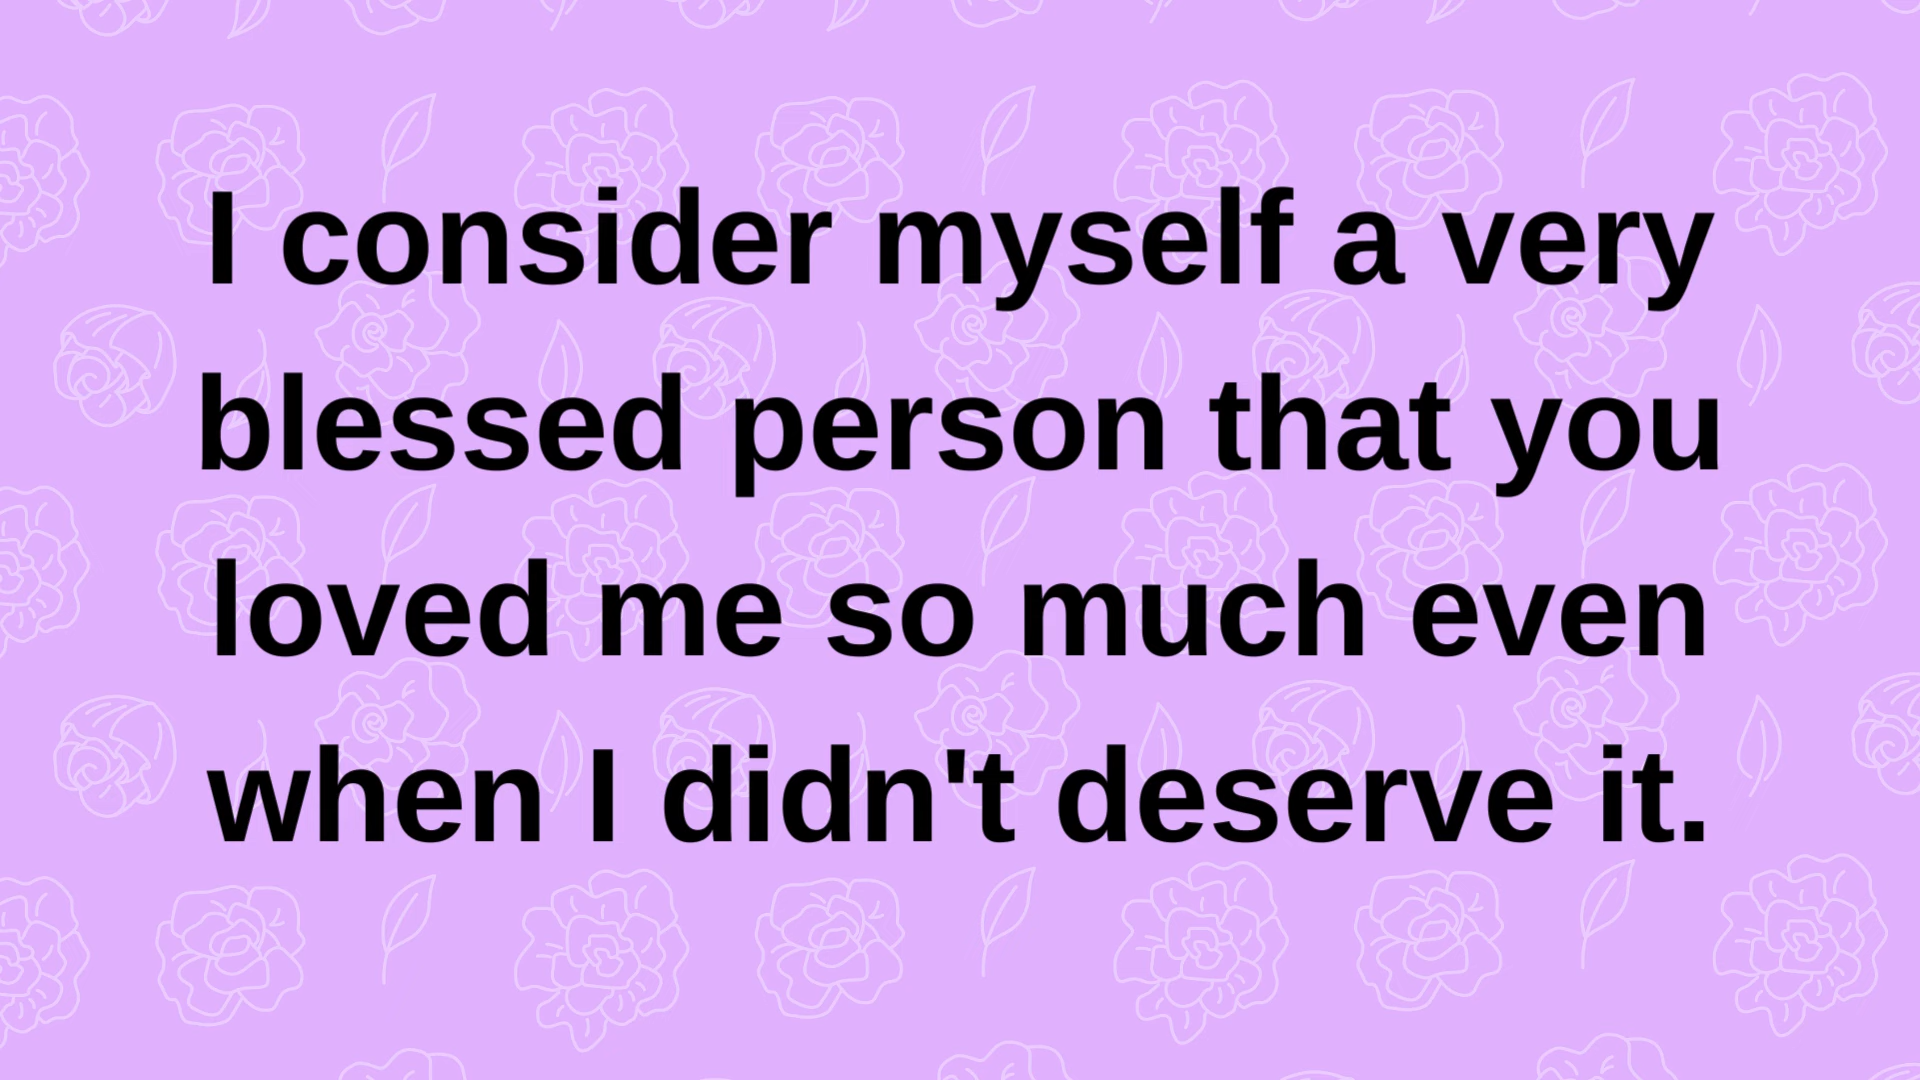 I consider myself a very
blessed person that you
loved me so much even
when I didn't deserve it.